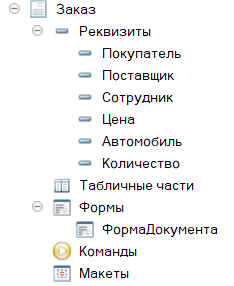 Заказ
Реквизиты
Покупатель
Поставщик
Сотрудник
Цена
Автомобиль
Количество
Табличные части
Формы
ФормаДокумента
Команды
Макеты